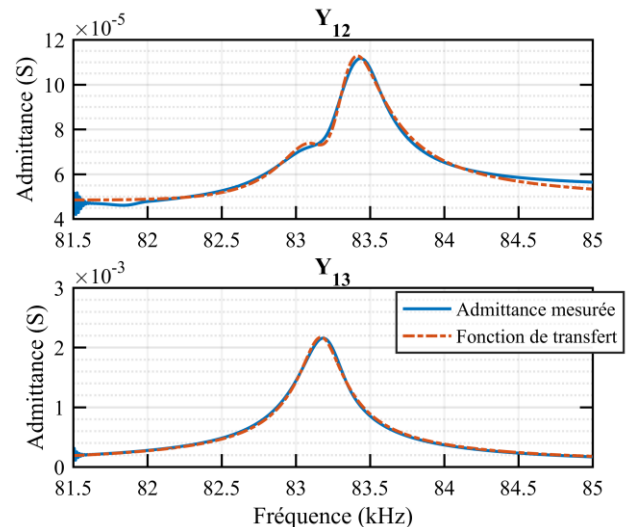 Y12
×10-5
Admittance (S)
12
10
8
6
4
81.5 82 82.5 83 83.5 84 84.5 85
Y13
×10-3
Admittance (S)
3
2
1
0
Admittance mesurée
Fonction de transfert
81.5 82 82.5 83 83.5 84 84.5 85
Fréquence (kHz)